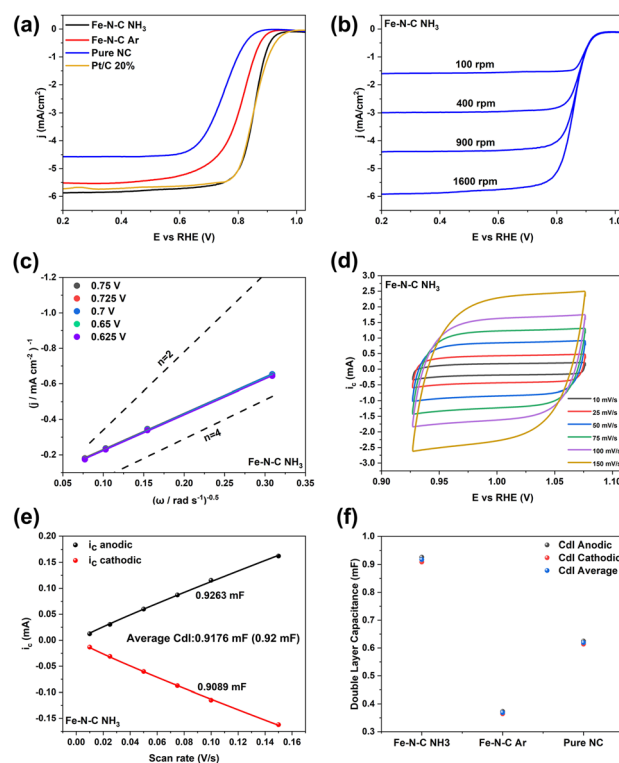 (a)
Fe-N-C NH3
Fe-N-C Ar
Pure NC
Pt/C 20%
j (mA/cm²)
0
-1
-2
-3
-4
-5
-6
-7
0.2 0.4 0.6 0.8 1.0
E vs RHE (V)
(b)
Fe-N-C NH₃
100 rpm
400 rpm
900 rpm
1600 rpm
j (mA/cm²)
0
-1
-2
-3
-4
-5
-6
-7
0.2 0.4 0.6 0.8 1.0
E vs RHE (V)
(c)
0.75 V
0.725 V
0.7 V
0.65 V
0.625 V
n=2
n=4
Fe-N-C NH₃
(j / mA cm⁻²) ⁻¹
-1.2
-1.0
-0.8
-0.6
-0.4
-0.2
0.05 0.10 0.15 0.20 0.25 0.30 0.35
(ω / rad s⁻¹)⁻⁰·⁵
(d)
Fe-N-C NH₃
i꜀ (mA)
3.0
2.5
2.0
1.5
1.0
0.5
0.0
-0.5
-1.0
-1.5
-2.0
-2.5
-3.0
10 mV/s
25 mV/s
50 mV/s
75 mV/s
100 mV/s
150 mV/s
0.90 0.95 1.00 1.05 1.10
E vs RHE (V)
(e)
i꜀ anodic
i꜀ cathodic
0.9263 mF
Average Cdl:0.9176 mF (0.92 mF)
0.9089 mF
Fe-N-C NH₃
i꜀ (mA)
0.20
0.15
0.10
0.05
0.00
-0.05
-0.10
-0.15
0.00 0.02 0.04 0.06 0.08 0.10 0.12 0.14 0.16
Scan rate (V/s)
(f)
Cdl Anodic
Cdl Cathodic
Cdl Average
Double Layer Capacitance (mF)
1.0
0.9
0.8
0.7
0.6
0.5
0.4
0.3
Fe-N-C NH3 Fe-N-C Ar Pure NC